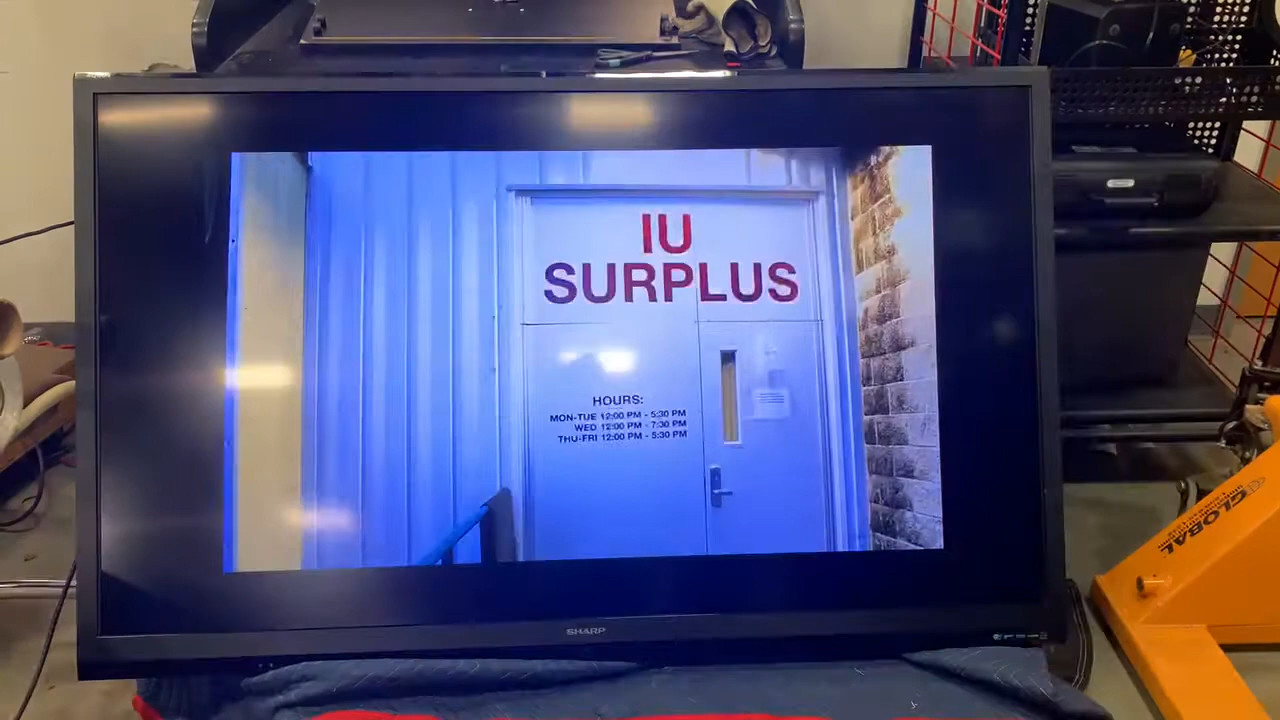 IU
SURPLUS
HOURS:
MON-TUE 12:00 PM - 5:30 PM
WED 12:00 PM - 7:30 PM
THU-FRI 12:00 PM - 5:30 PM
SHARP
GLOBAL